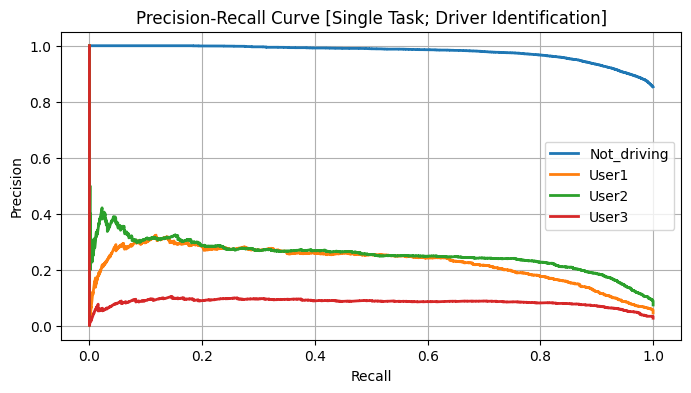 Precision-Recall Curve [Single Task; Driver Identification]
Precision
1.0
0.8
0.6
0.4
0.2
0.0
Not_driving
User1
User2
User3
0.0 0.2 0.4 0.6 0.8 1.0
Recall